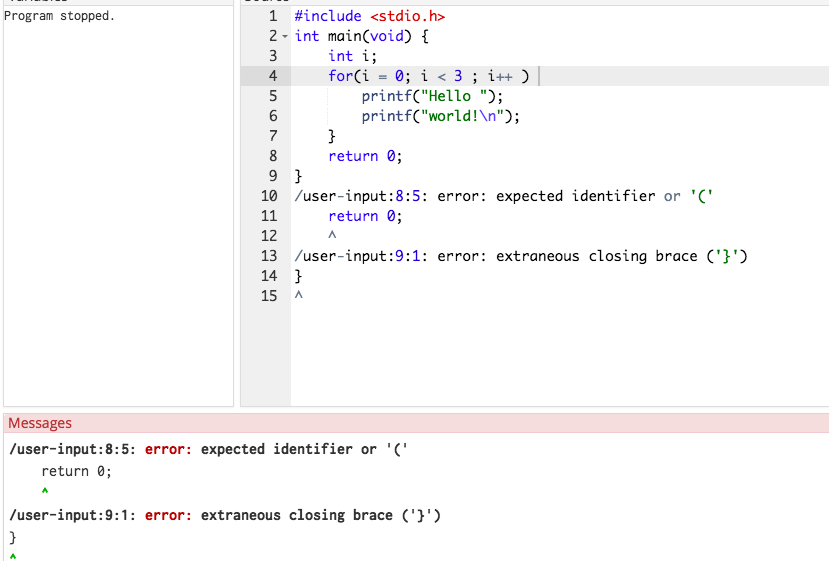 Program stopped.
1 #include <stdio.h>
2 int main(void) {
3     int i;
4     for(i = 0; i < 3 ; i++ )
5         printf("Hello ");
6         printf("world!\n");
7     }
8     return 0;
9 }
10 /user-input:8:5: error: expected identifier or '('
11     return 0;
12     ^
13 /user-input:9:1: error: extraneous closing brace ('}')
14 }
15 ^
Messages
/user-input:8:5: error: expected identifier or '('
    return 0;
    ^
/user-input:9:1: error: extraneous closing brace ('}')
}
^